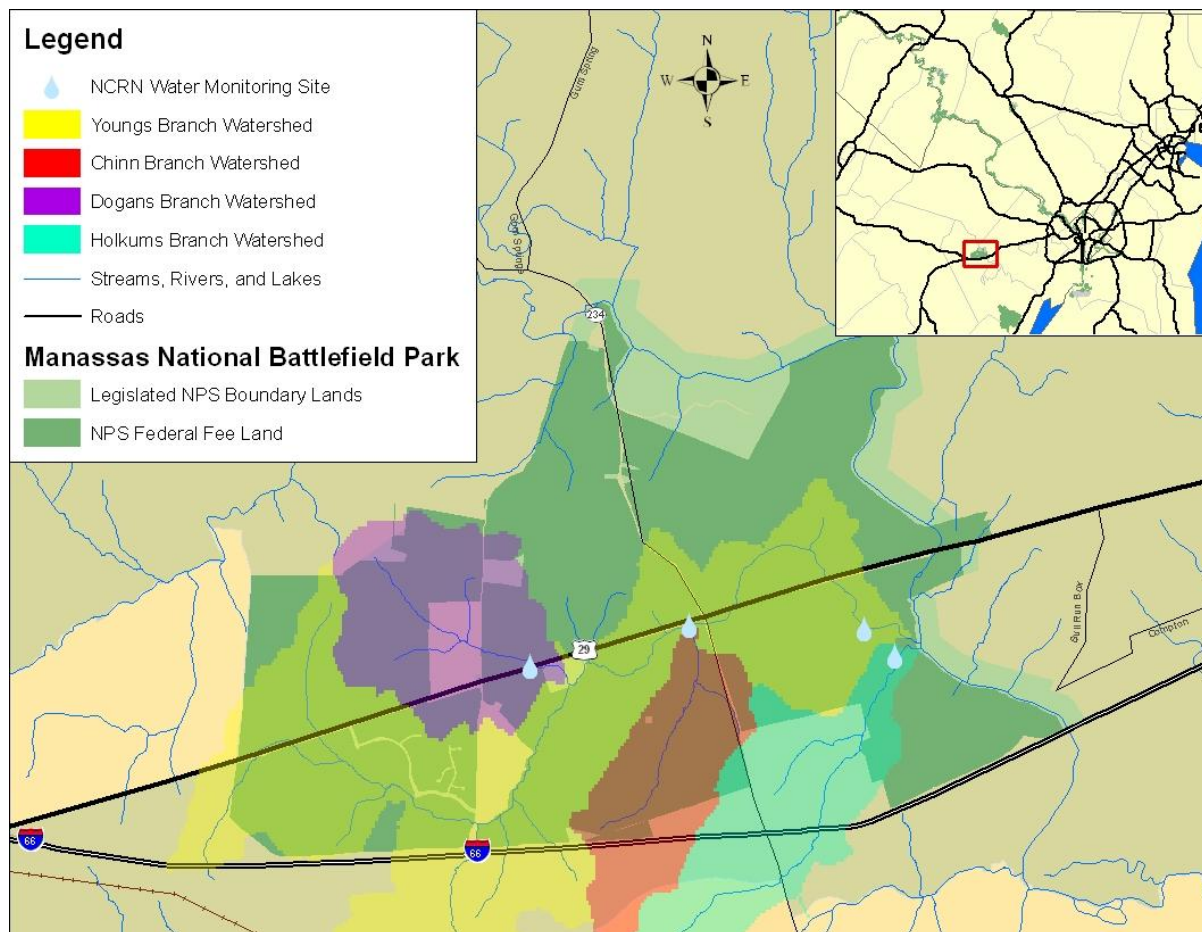 Legend
NCRN Water Monitoring Site
Youngs Branch Watershed
Chinn Branch Watershed
Dogans Branch Watershed
Holkums Branch Watershed
Streams, Rivers, and Lakes
Roads
Manassas National Battlefield Park
Legislated NPS Boundary Lands
NPS Federal Fee Land
N
W
E
S
Gum Spring
234
29
Bull Run Box
Compton
66
66